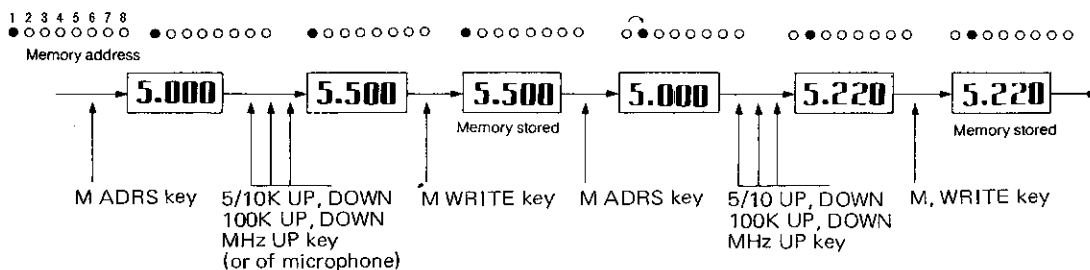 1 2 3 4 5 6 7 8
Memory address
5.000 5.500 5.500 5.000 5.220 5.220
Memory stored Memory stored
M ADRS key
5/10K UP, DOWN
100K UP, DOWN
MHz UP key
(or of microphone)
M WRITE key
M ADRS key
5/10 UP, DOWN
100K UP, DOWN
MHz UP key
M, WRITE key